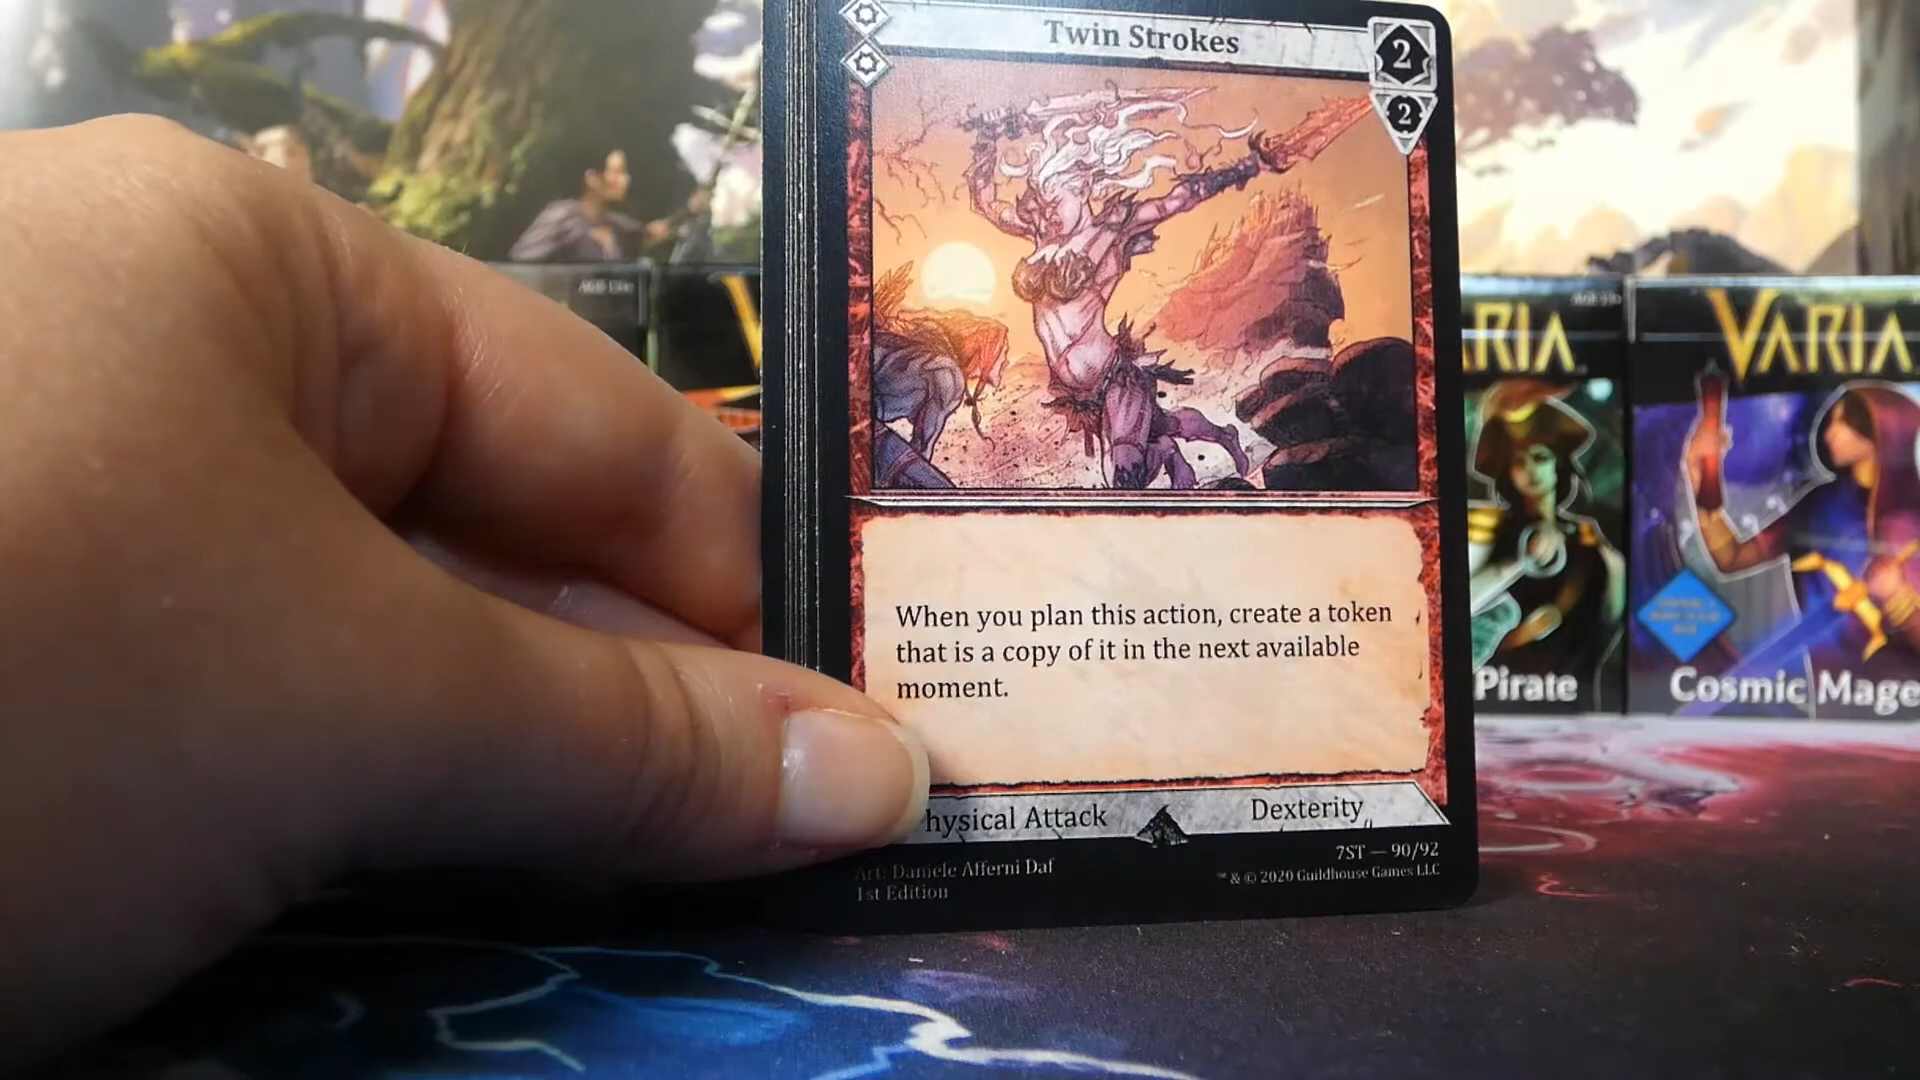 Twin Strokes
2
2
When you plan this action, create a token
that is a copy of it in the next available
moment.
hysical Attack
Dexterity
Art: Daniele Afferni Daf
1st Edition
7ST — 90/92
™ & © 2020 Guildhouse Games LLC
V
ARIA
Pirate
VARIA
Cosmic Mage